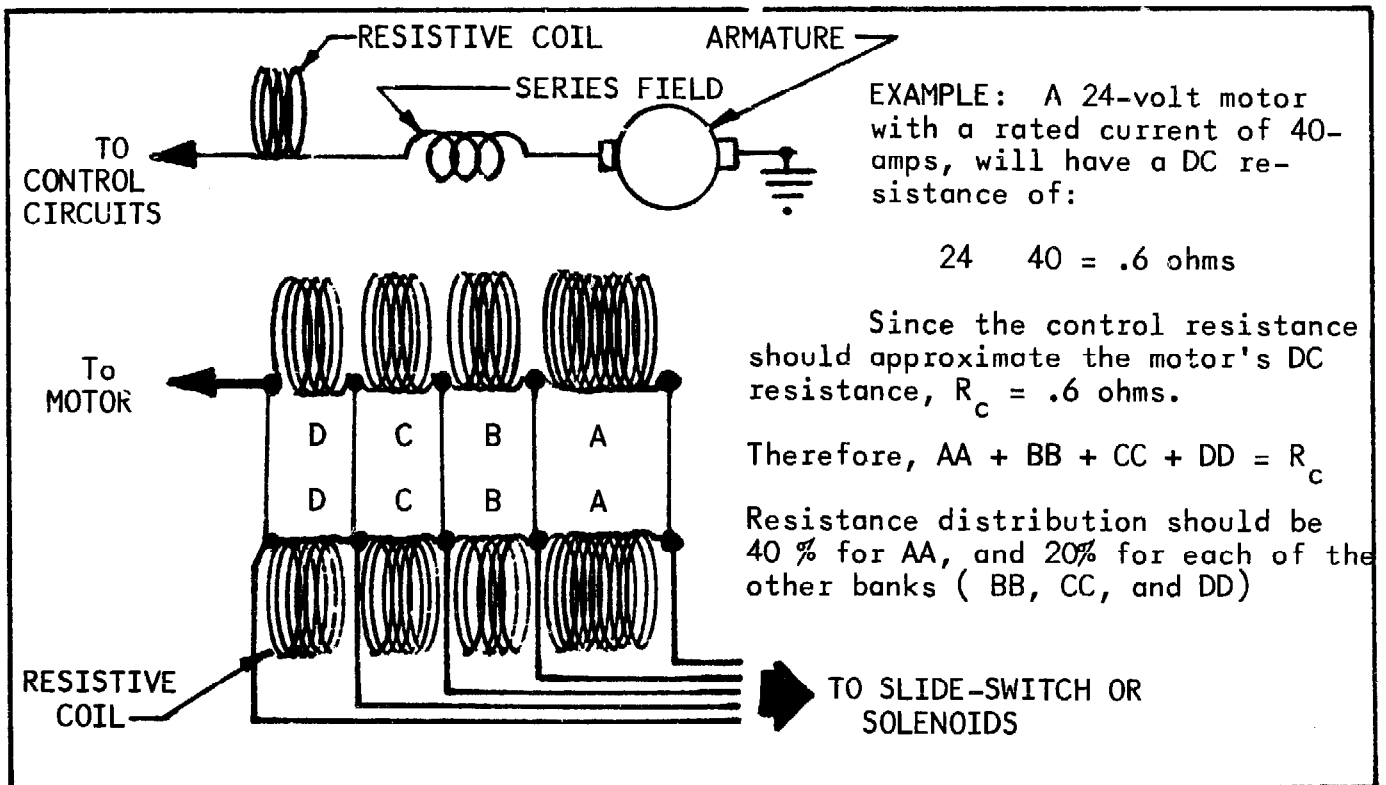 RESISTIVE COIL
ARMATURE
SERIES FIELD
TO
CONTROL
CIRCUITS
EXAMPLE: A 24-volt motor
with a rated current of 40-
amps, will have a DC re-
sistance of:
24 40 = .6 ohms
Since the control resistance
should approximate the motor's DC
resistance, Rc = .6 ohms.
Therefore, AA + BB + CC + DD = Rc
Resistance distribution should be
40 % for AA, and 20% for each of the
other banks ( BB, CC, and DD)
To
MOTOR
D C B A
D C B A
RESISTIVE
COIL
TO SLIDE-SWITCH OR
SOLENOIDS